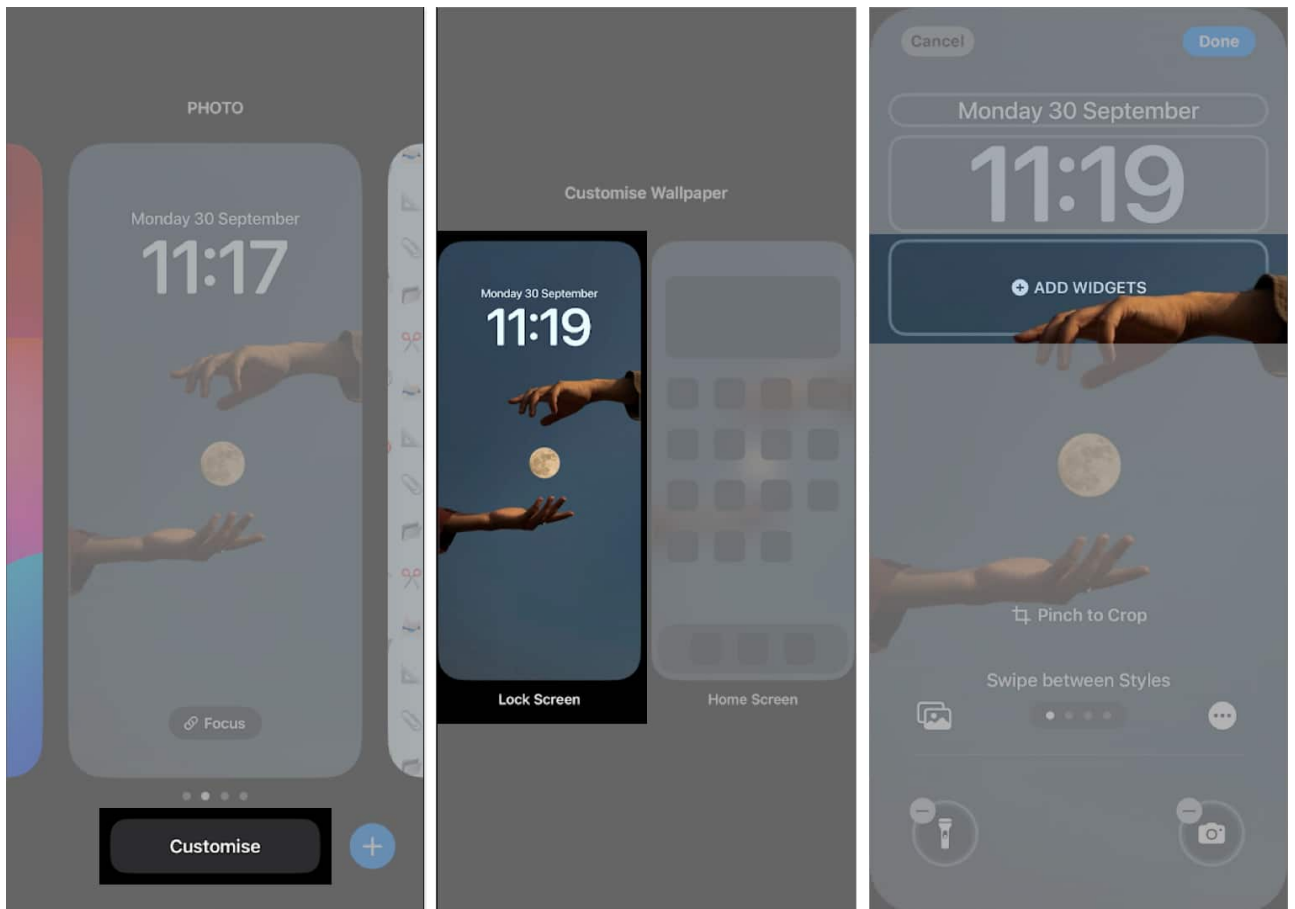 PHOTO
Monday 30 September
11:17
Focus
Customise
Customise Wallpaper
Monday 30 September
11:19
Lock Screen
Home Screen
Cancel
Done
Monday 30 September
11:19
ADD WIDGETS
Pinch to Crop
Swipe between Styles